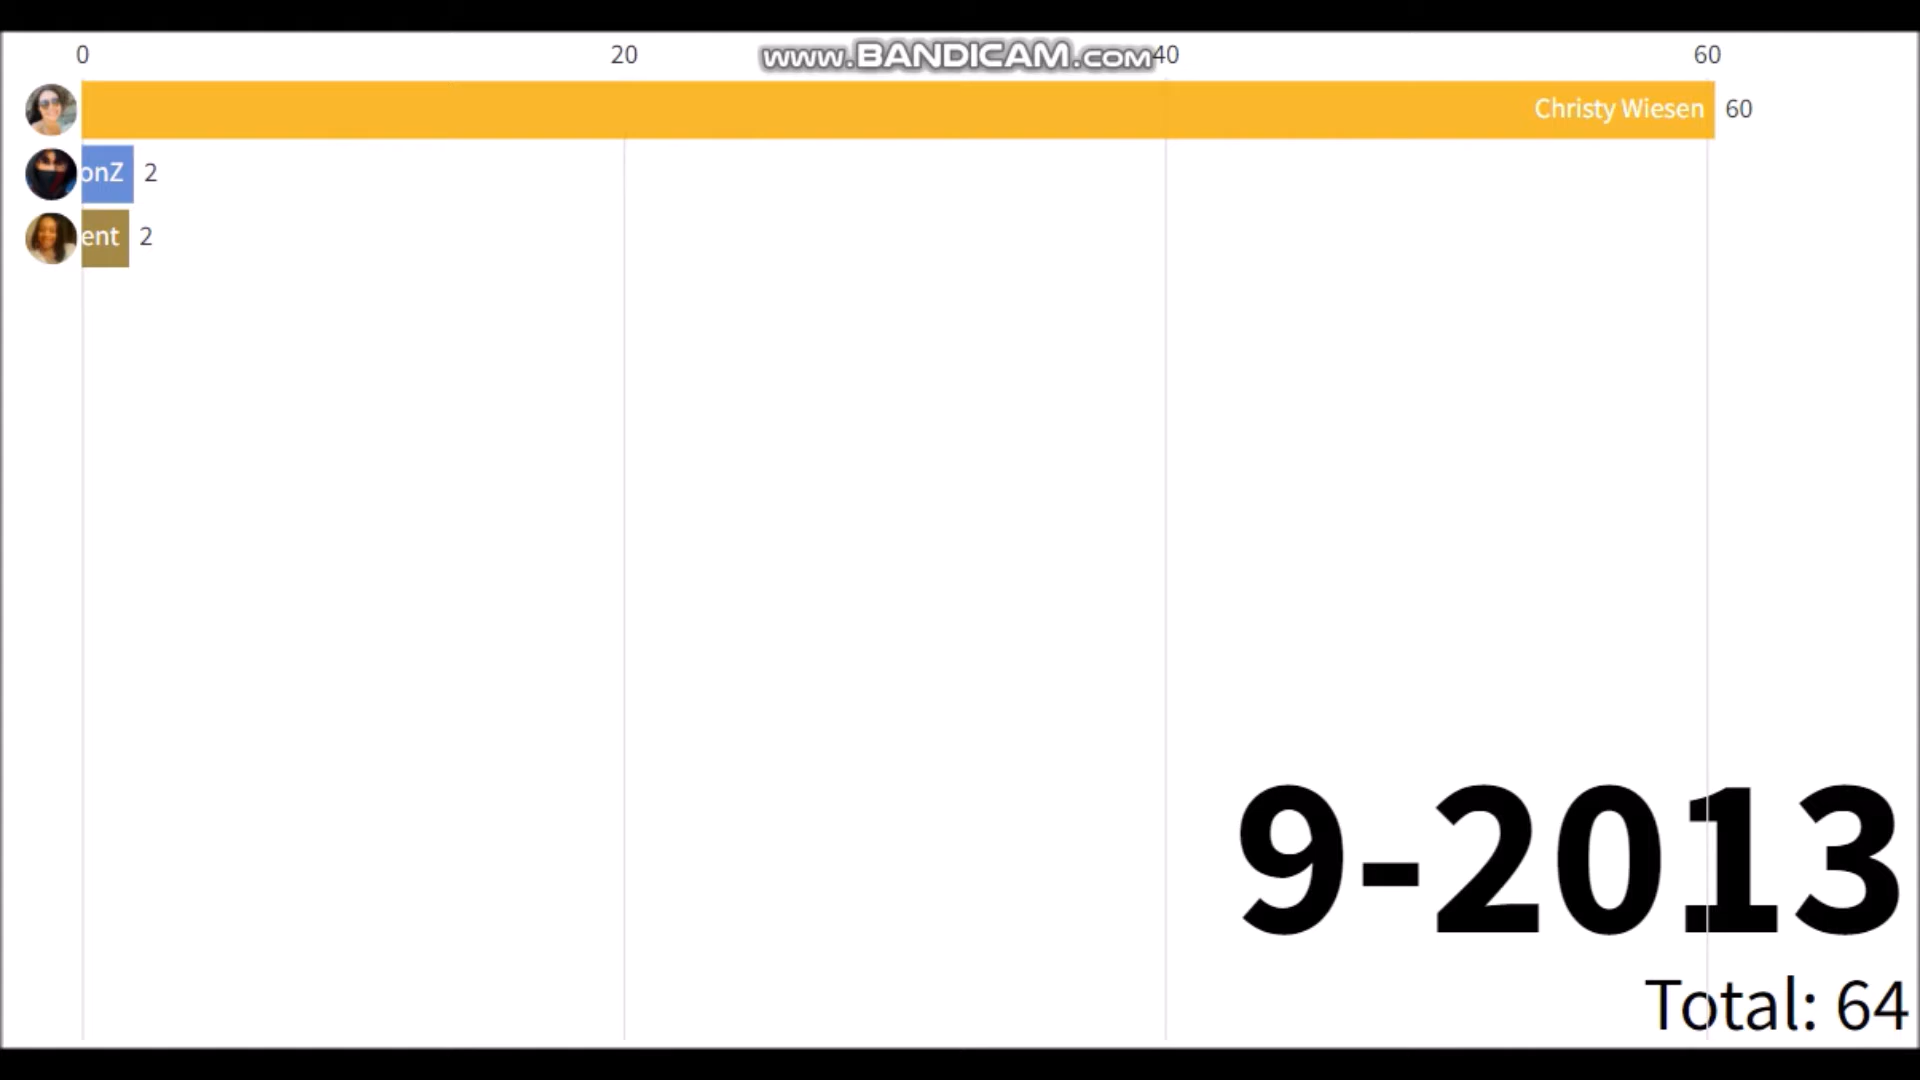 0 20 www.BANDICAM.com 40 60
Christy Wiesen 60
onZ 2
ent 2
9-2013
Total: 64